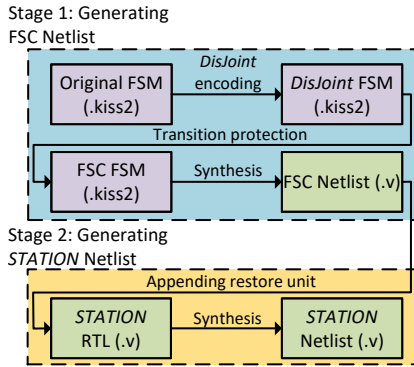 Stage 1: Generating
FSC Netlist
Original FSM
(.kiss2)
DisJoint
encoding
DisJoint FSM
(.kiss2)
Transition protection
FSC FSM
(.kiss2)
Synthesis
FSC Netlist (.v)
Stage 2: Generating
STATION Netlist
Appending restore unit
STATION
RTL (.v)
Synthesis
STATION
Netlist (.v)